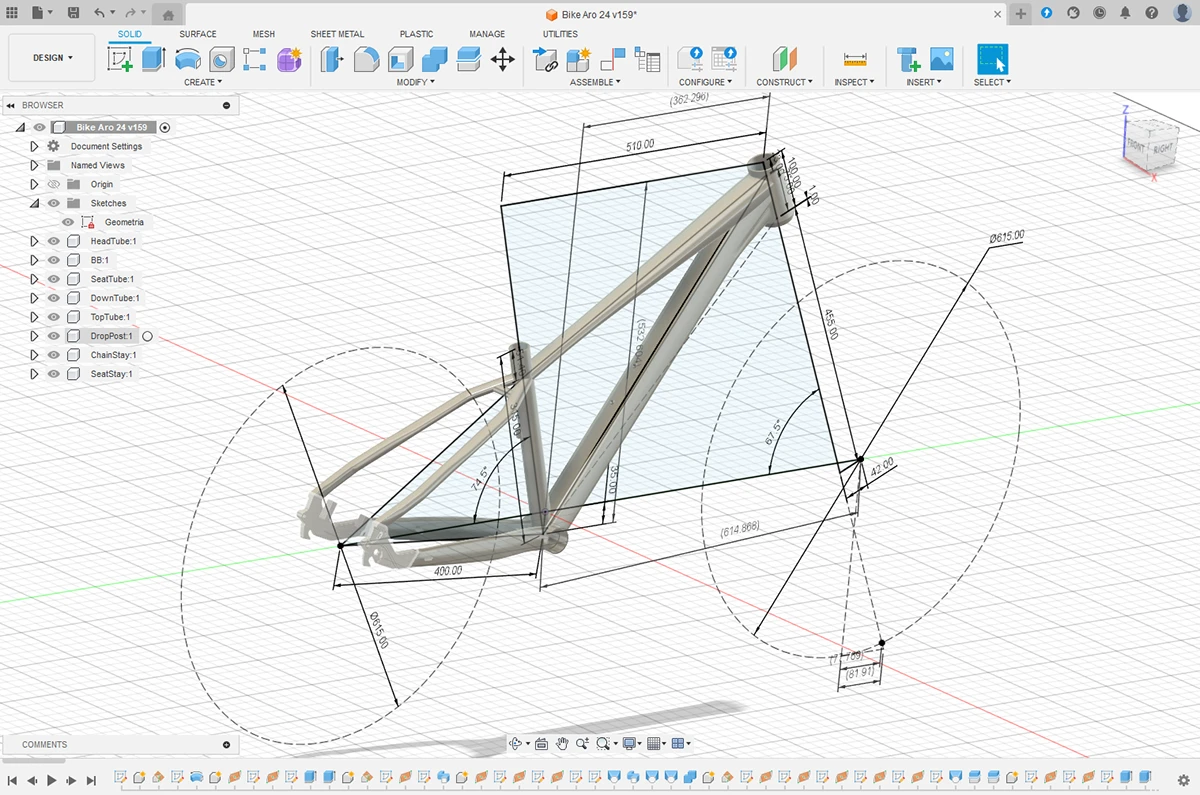 Bike Aro 24 v159*
SOLID SURFACE MESH SHEET METAL PLASTIC MANAGE UTILITIES
DESIGN
CREATE MODIFY ASSEMBLE CONFIGURE CONSTRUCT INSPECT INSERT SELECT
BROWSER
Bike Aro 24 v159
Document Settings
Named Views
Origin
Sketches
Geometria
HeadTube:1
BB:1
SeatTube:1
DownTube:1
TopTube:1
DropPost:1
ChainStay:1
SeatStay:1
(362.296)
510.00
100.00
1.00
Z
FRONT
RIGHT
X
Ø615.00
455.00
67.5°
74.5°
35.00
42.00
(614.868)
400.00
Ø615.00
(81.91)
COMMENTS